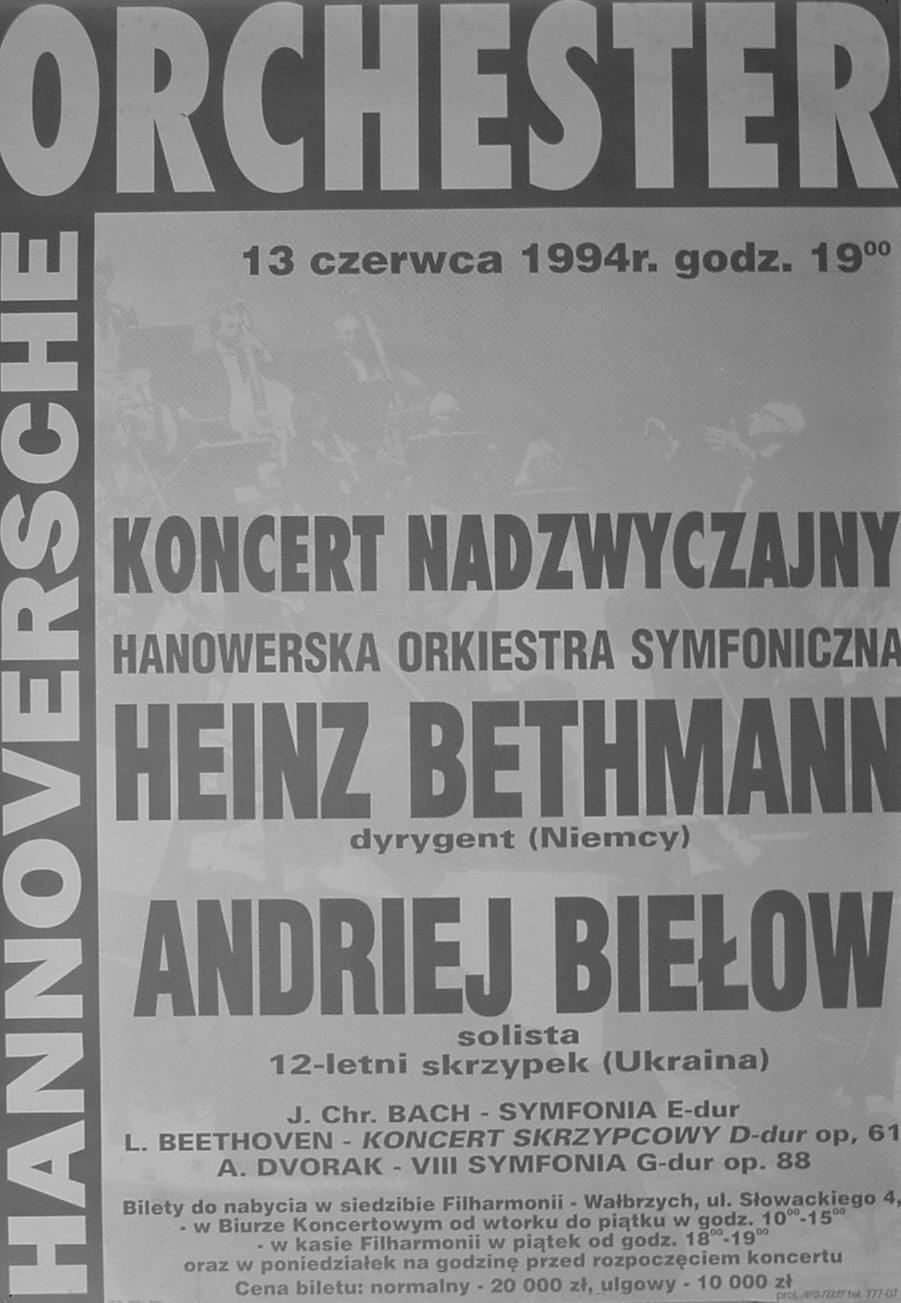 ORCHESTER
HANNOVERSCHE
13 czerwca 1994r. godz. 19⁰⁰
KONCERT NADZWYCZAJNY
HANOWERSKA ORKIESTRA SYMFONICZNA
HEINZ BETHMANN
dyrygent (Niemcy)
ANDRIEJ BIEŁOW
solista
12-letni skrzypek (Ukraina)
J. Chr. BACH - SYMFONIA E-dur
L. BEETHOVEN - KONCERT SKRZYPCOWY D-dur op, 61
A. DVORAK - VIII SYMFONIA G-dur op. 88
Bilety do nabycia w siedzibie Filharmonii - Wałbrzych, ul. Słowackiego 4,
- w Biurze Koncertowym od wtorku do piątku w godz. 10⁰⁰-15⁰⁰
- w kasie Filharmonii w piątek od godz. 18⁰⁰-19⁰⁰
oraz w poniedziałek na godzinę przed rozpoczęciem koncertu
Cena biletu: normalny - 20 000 zł, ulgowy - 10 000 zł
proj. tel. 777-07